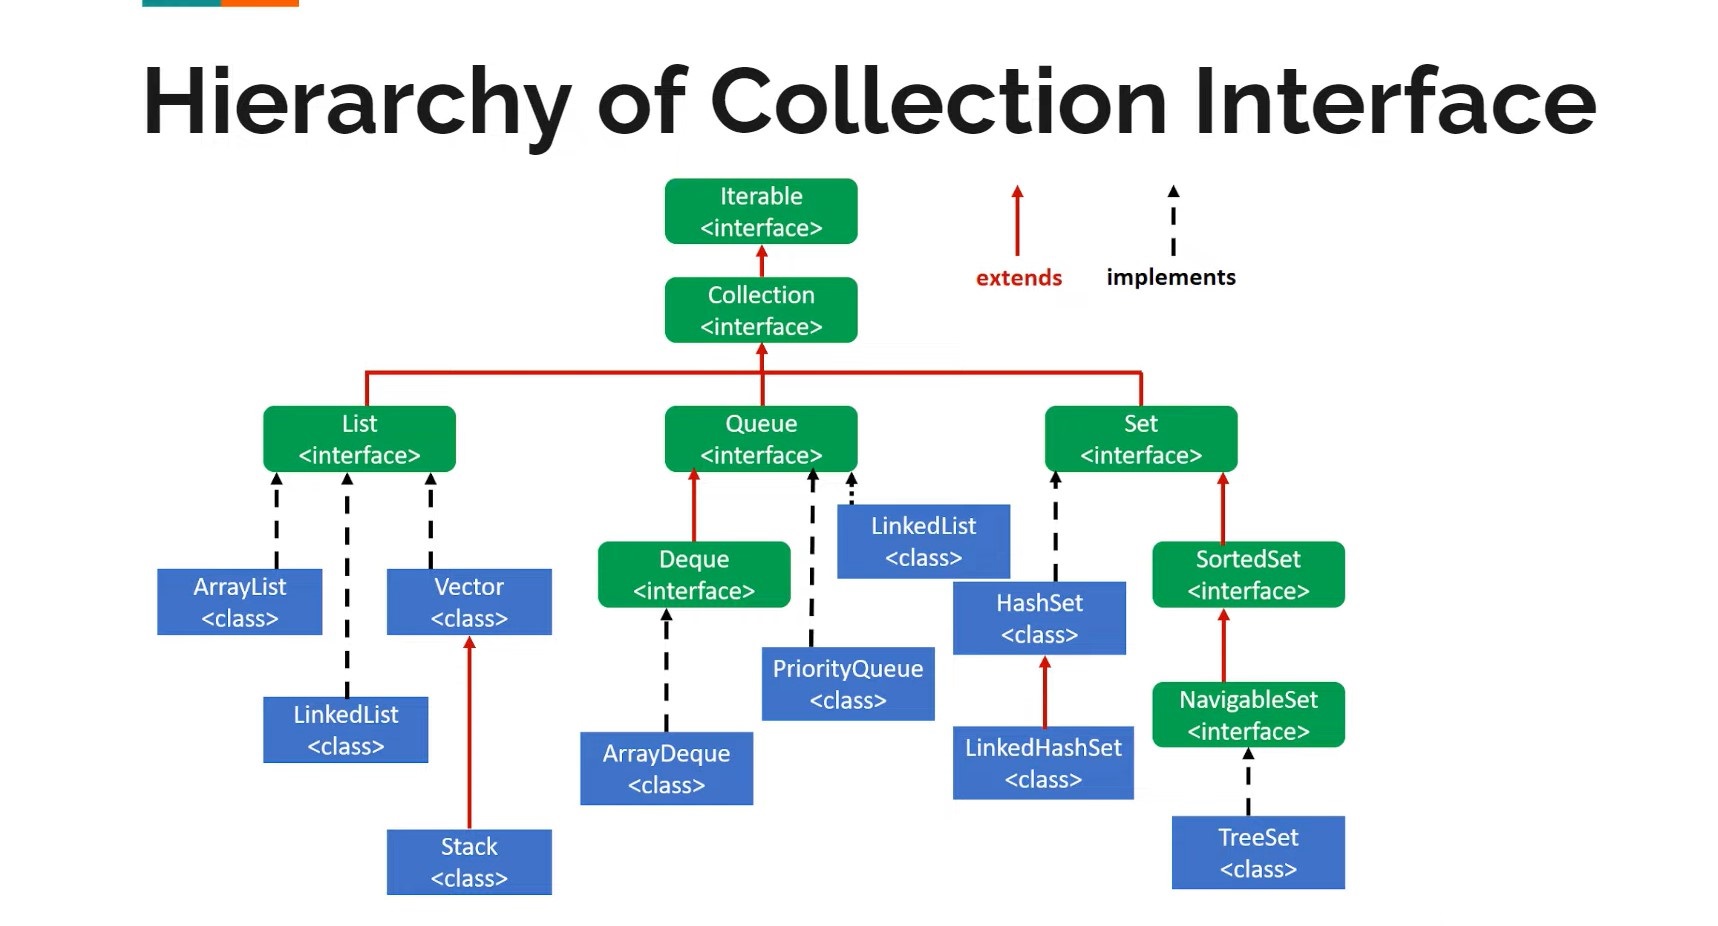 Hierarchy of Collection Interface
Iterable
<interface>
extends
implements
Collection
<interface>
List
<interface>
Queue
<interface>
Set
<interface>
LinkedList
<class>
Deque
<interface>
SortedSet
<interface>
ArrayList
<class>
Vector
<class>
HashSet
<class>
PriorityQueue
<class>
NavigableSet
<interface>
LinkedList
<class>
ArrayDeque
<class>
LinkedHashSet
<class>
Stack
<class>
TreeSet
<class>